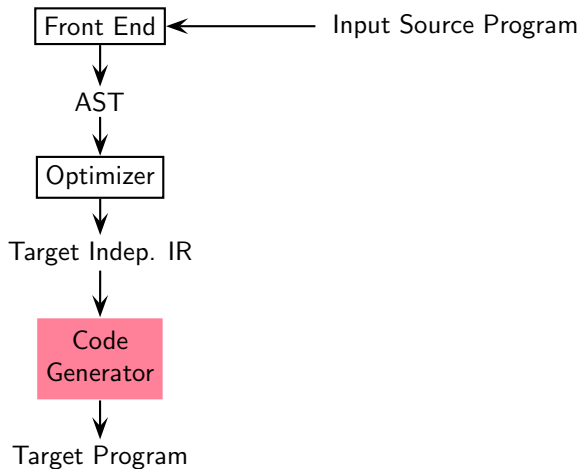 Front End
Input Source Program
AST
Optimizer
Target Indep. IR
Code
Generator
Target Program